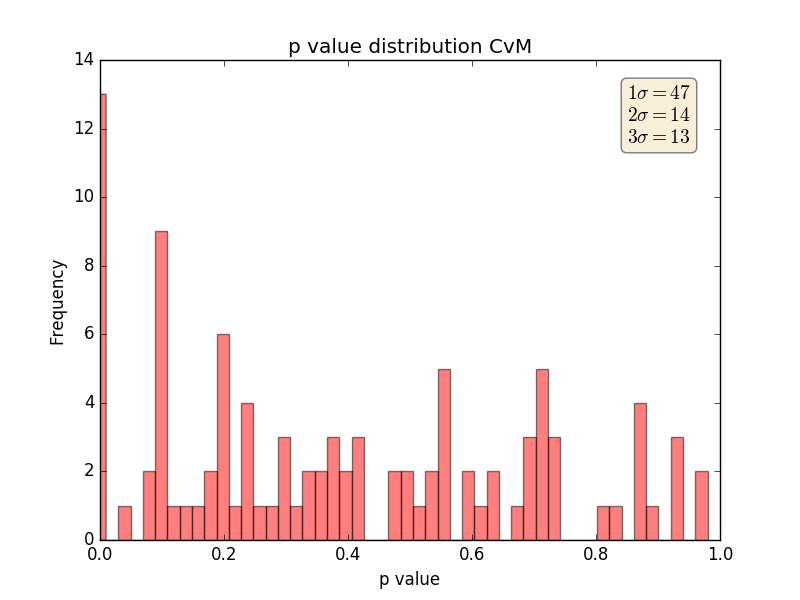 p value distribution CvM
14
12
10
8
6
4
2
0
Frequency
1σ = 47
2σ = 14
3σ = 13
0.0 0.2 0.4 0.6 0.8 1.0
p value